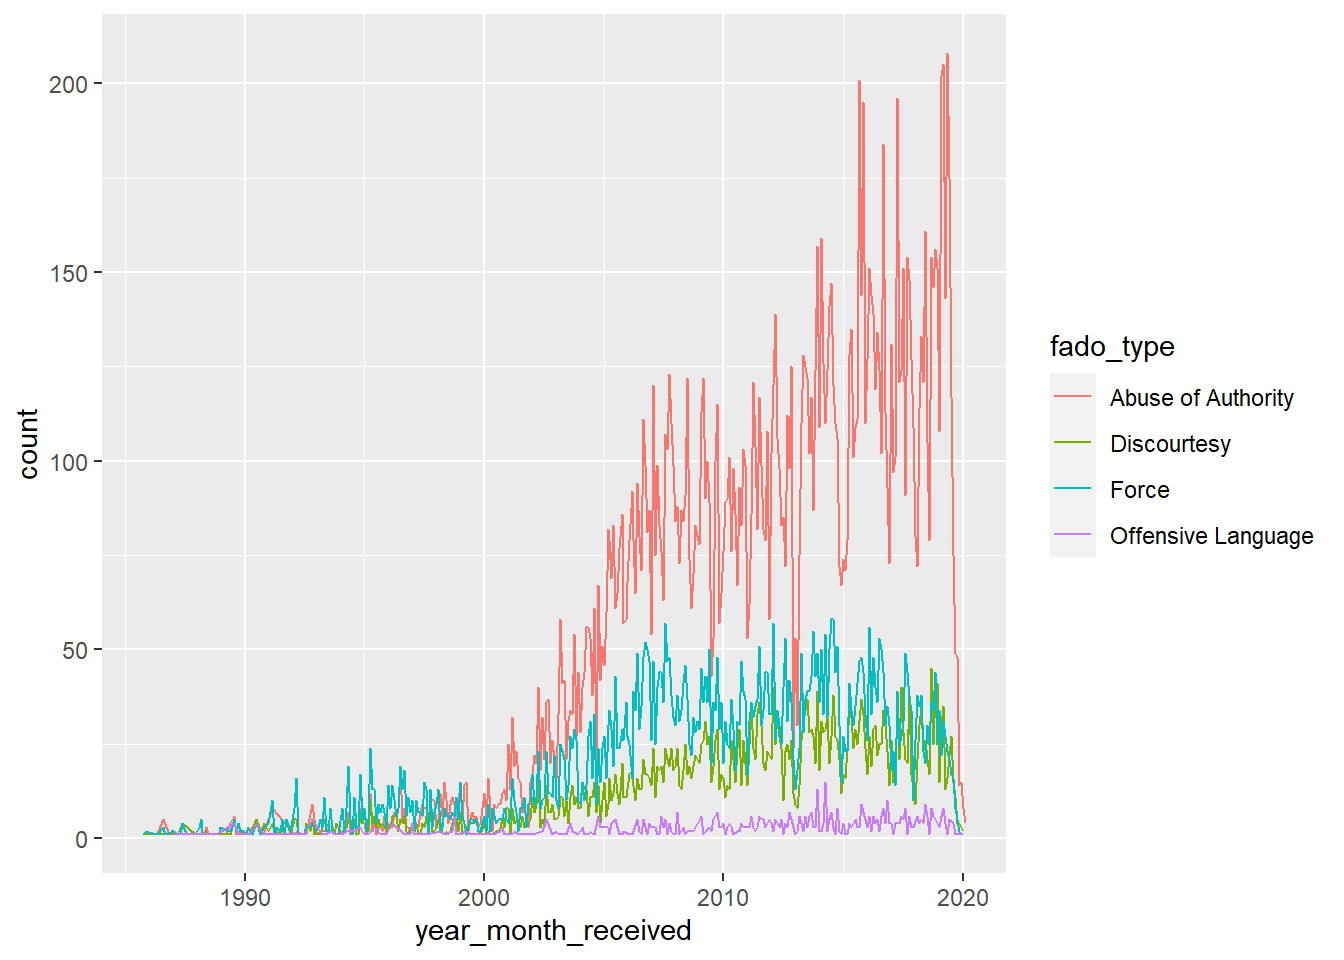 200
150
100
50
0
count
1990 2000 2010 2020
year_month_received
fado_type
Abuse of Authority
Discourtesy
Force
Offensive Language